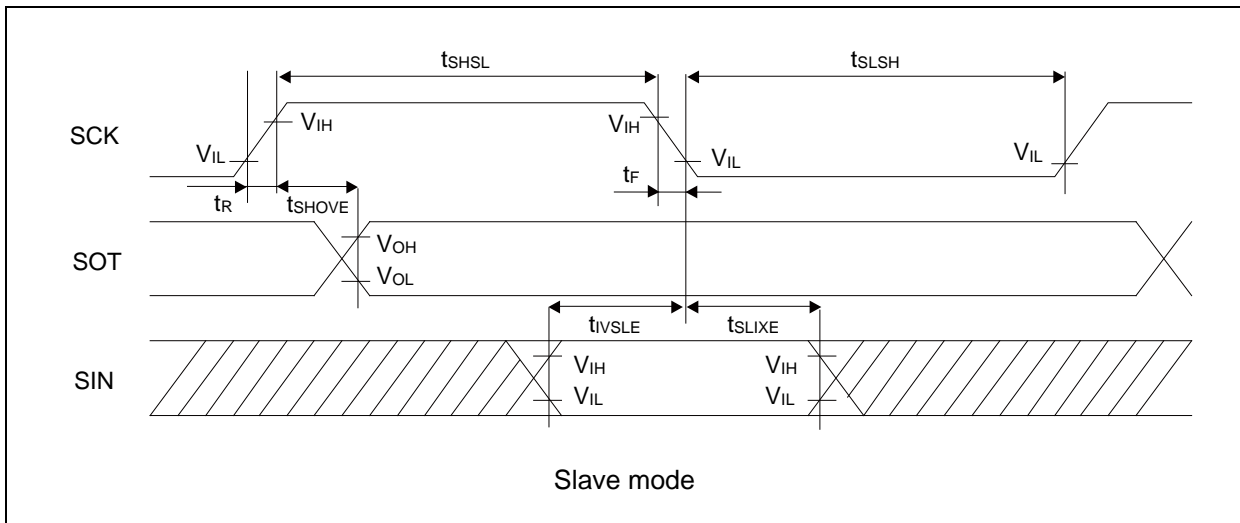 tSHSL
tSLSH
SCK
VIH
VIH
VIL
VIL
VIL
tF
tR
tSHOVE
SOT
VOH
VOL
tIVSLE
tSLIXE
SIN
VIH
VIH
VIL
VIL
Slave mode